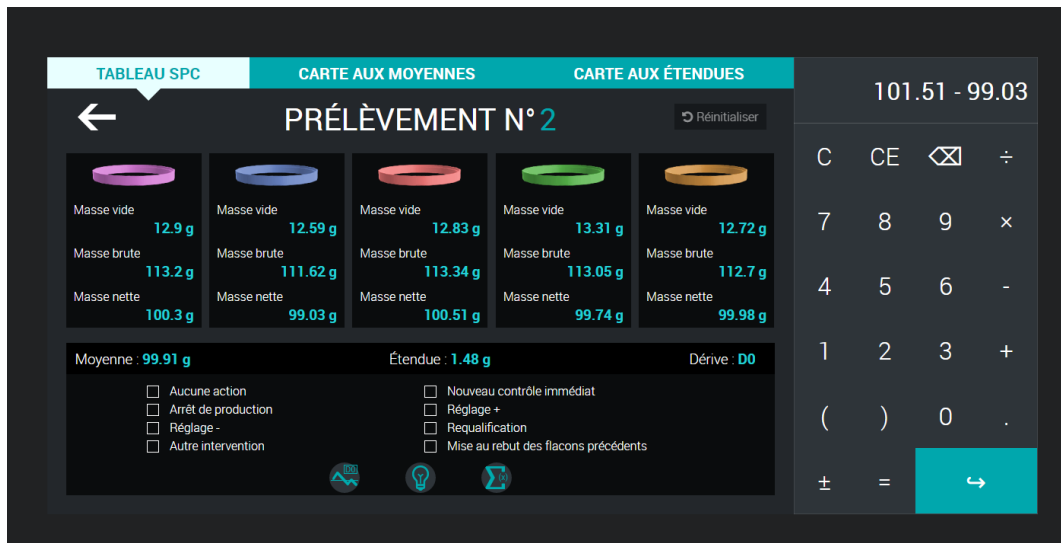 TABLEAU SPC CARTE AUX MOYENNES CARTE AUX ÉTENDUES
101.51 - 99.03
PRÉLÈVEMENT N° 2 Réinitialiser
C CE ⌫ ÷
Masse vide Masse vide Masse vide Masse vide Masse vide
12.9 g 12.59 g 12.83 g 13.31 g 12.72 g
7 8 9 ×
Masse brute Masse brute Masse brute Masse brute Masse brute
113.2 g 111.62 g 113.34 g 113.05 g 112.7 g
4 5 6 -
Masse nette Masse nette Masse nette Masse nette Masse nette
100.3 g 99.03 g 100.51 g 99.74 g 99.98 g
Moyenne : 99.91 g Étendue : 1.48 g Dérive : D0
1 2 3 +
Aucune action Nouveau contrôle immédiat
Arrêt de production Réglage +
Réglage - Requalification
Autre intervention Mise au rebut des flacons précédents
( ) 0 .
D0 Σ(x)
± = ↪